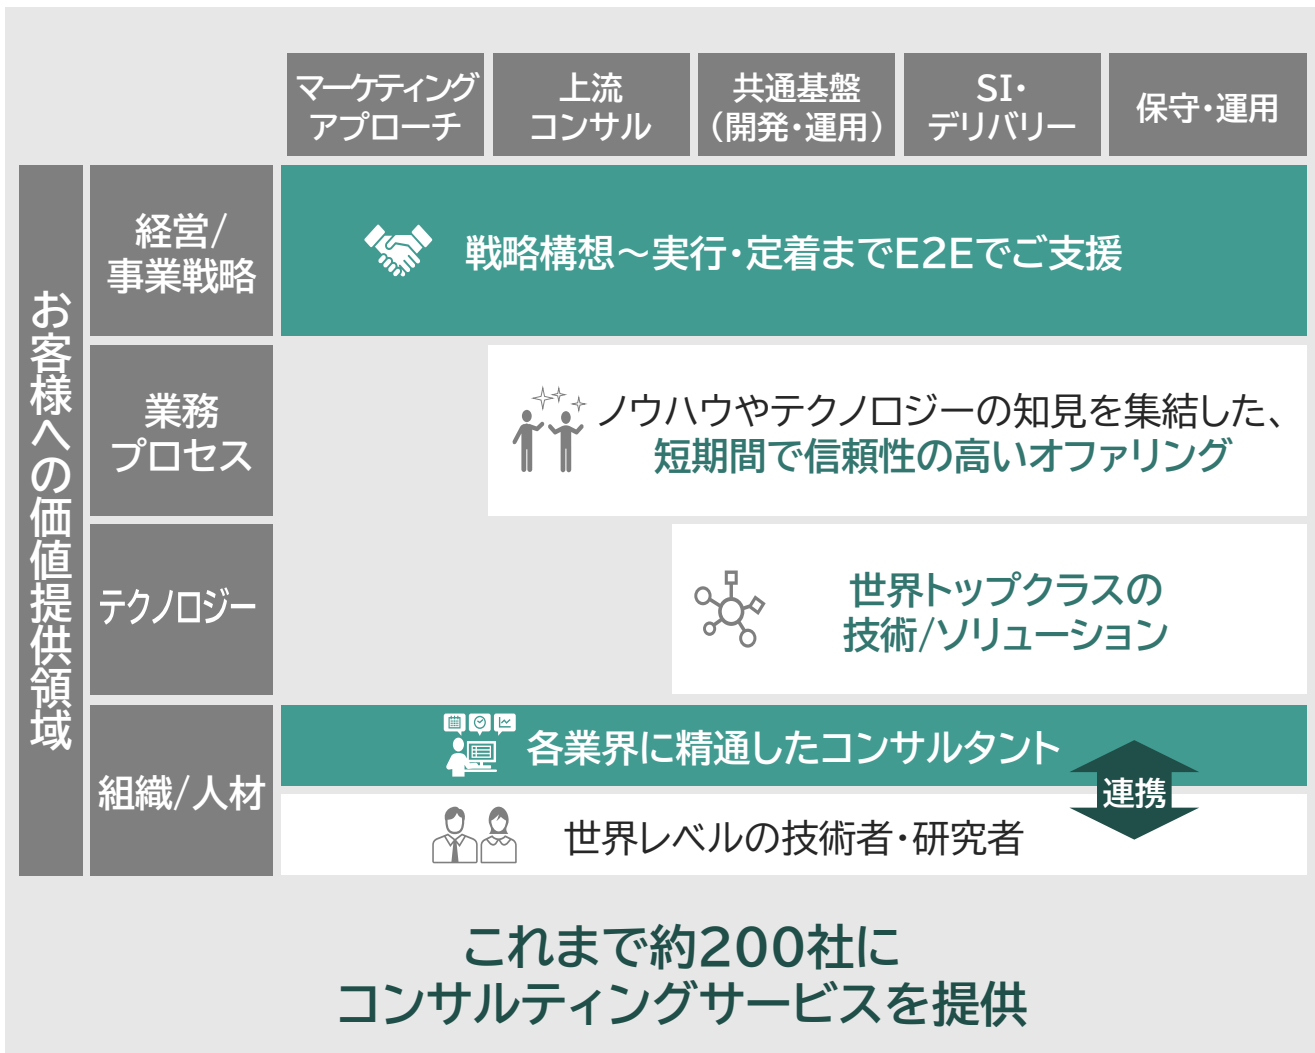 マーケティング
アプローチ
上流
コンサル
共通基盤
(開発・運用)
SI・
デリバリー
保守・運用
お客様への価値提供領域
経営/
事業戦略
戦略構想～実行・定着までE2Eでご支援
業務
プロセス
ノウハウやテクノロジーの知見を集結した、
短期間で信頼性の高いオファリング
テクノロジー
世界トップクラスの
技術/ソリューション
組織/人材
各業界に精通したコンサルタント
連携
世界レベルの技術者・研究者
これまで約200社に
コンサルティングサービスを提供